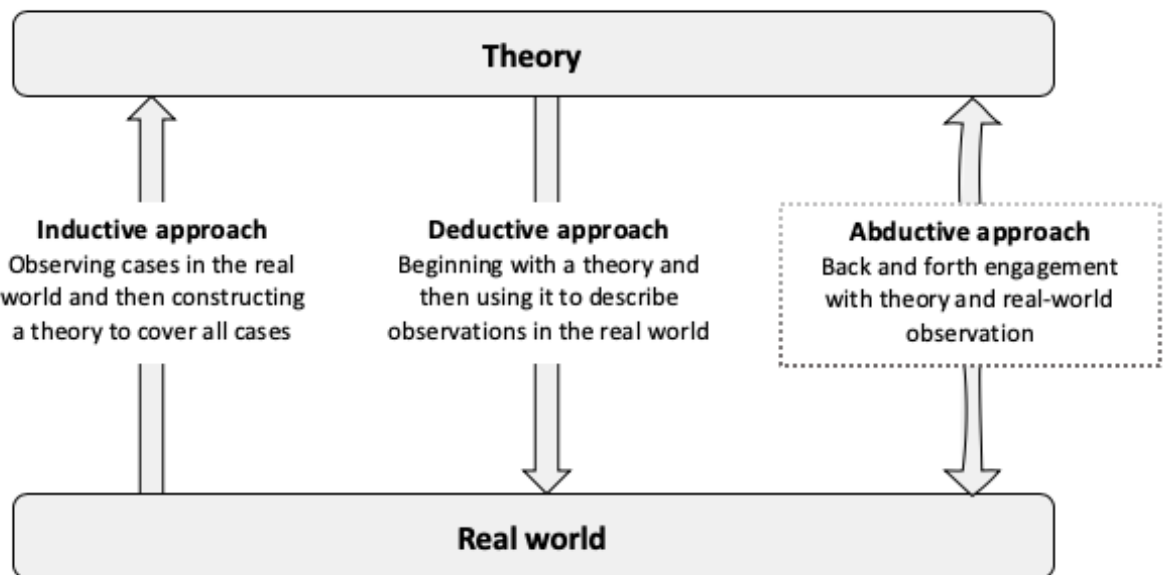 Theory
Inductive approach
Observing cases in the real
world and then constructing
a theory to cover all cases
Deductive approach
Beginning with a theory and
then using it to describe
observations in the real world
Abductive approach
Back and forth engagement
with theory and real-world
observation
Real world